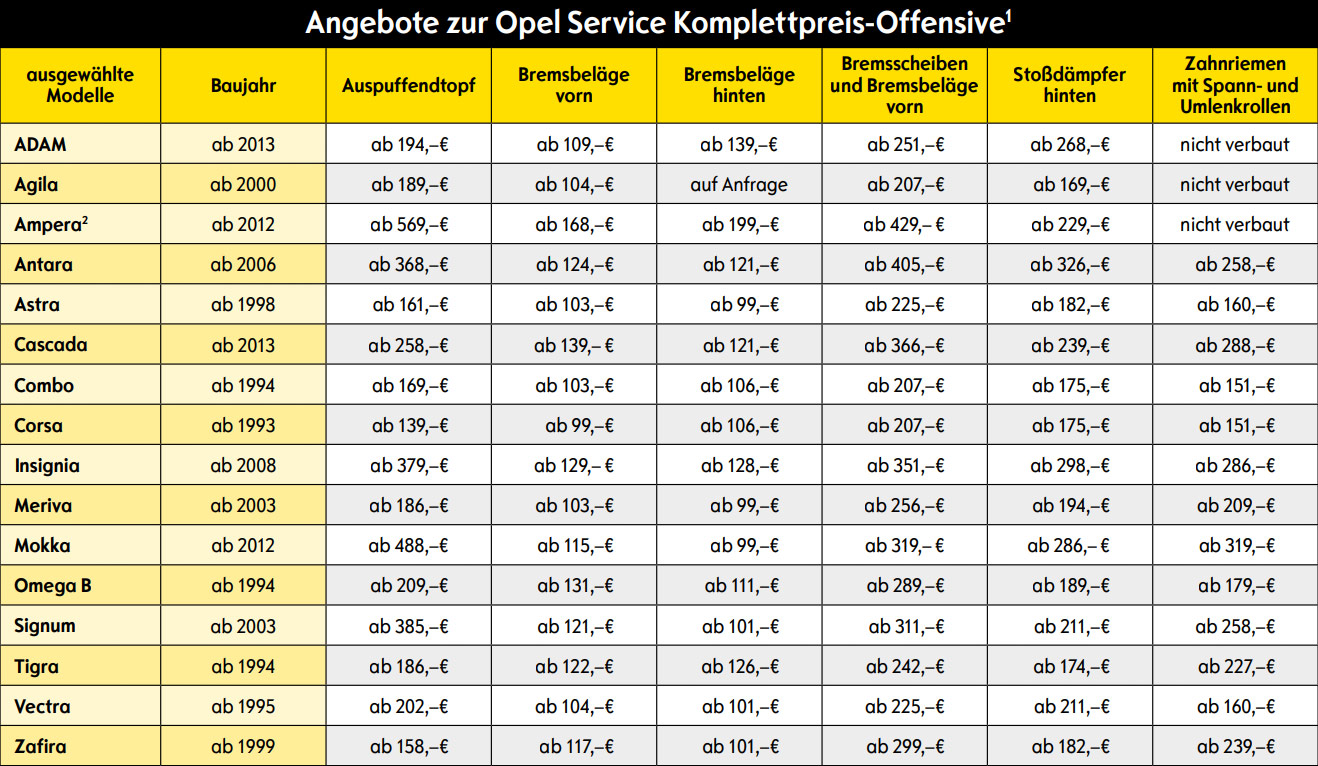 Angebote zur Opel Service Komplettpreis-Offensive¹
ausgewählte Modelle Baujahr Auspuffendtopf Bremsbeläge vorn Bremsbeläge hinten Bremsscheiben und Bremsbeläge vorn Stoßdämpfer hinten Zahnriemen mit Spann- und Umlenkrollen
ADAM ab 2013 ab 194,–€ ab 109,–€ ab 139,–€ ab 251,–€ ab 268,–€ nicht verbaut
Agila ab 2000 ab 189,–€ ab 104,–€ auf Anfrage ab 207,–€ ab 169,–€ nicht verbaut
Ampera² ab 2012 ab 569,–€ ab 168,–€ ab 199,–€ ab 429,– € ab 229,–€ nicht verbaut
Antara ab 2006 ab 368,–€ ab 124,–€ ab 121,–€ ab 405,–€ ab 326,–€ ab 258,–€
Astra ab 1998 ab 161,–€ ab 103,–€ ab 99,–€ ab 225,–€ ab 182,–€ ab 160,–€
Cascada ab 2013 ab 258,–€ ab 139,–€ ab 121,–€ ab 366,–€ ab 239,–€ ab 288,–€
Combo ab 1994 ab 169,–€ ab 103,–€ ab 106,–€ ab 207,–€ ab 175,–€ ab 151,–€
Corsa ab 1993 ab 139,–€ ab 99,–€ ab 106,–€ ab 207,–€ ab 175,–€ ab 151,–€
Insignia ab 2008 ab 379,–€ ab 129,– € ab 128,–€ ab 351,–€ ab 298,–€ ab 286,–€
Meriva ab 2003 ab 186,–€ ab 103,–€ ab 99,–€ ab 256,–€ ab 194,–€ ab 209,–€
Mokka ab 2012 ab 488,–€ ab 115,–€ ab 99,–€ ab 319,– € ab 286,– € ab 319,–€
Omega B ab 1994 ab 209,–€ ab 131,–€ ab 111,–€ ab 289,–€ ab 189,–€ ab 179,–€
Signum ab 2003 ab 385,–€ ab 121,–€ ab 101,–€ ab 311,–€ ab 211,–€ ab 258,–€
Tigra ab 1994 ab 186,–€ ab 122,–€ ab 126,–€ ab 242,–€ ab 174,–€ ab 227,–€
Vectra ab 1995 ab 202,–€ ab 104,–€ ab 101,–€ ab 225,–€ ab 211,–€ ab 160,–€
Zafira ab 1999 ab 158,–€ ab 117,–€ ab 101,–€ ab 299,–€ ab 182,–€ ab 239,–€